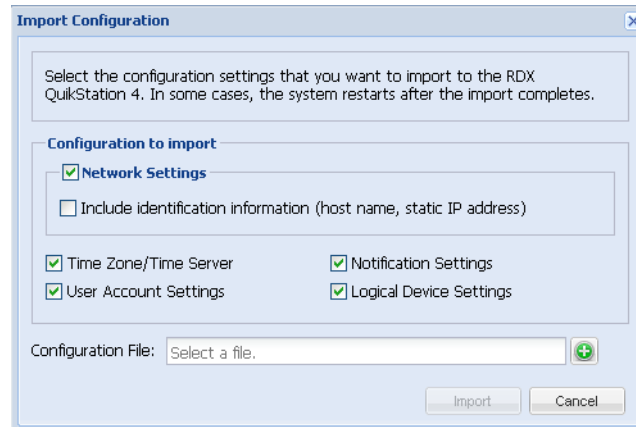 Import Configuration
Select the configuration settings that you want to import to the RDX
QuikStation 4. In some cases, the system restarts after the import completes.
Configuration to import
Network Settings
Include identification information (host name, static IP address)
Time Zone/Time Server
Notification Settings
User Account Settings
Logical Device Settings
Configuration File: Select a file.
Import
Cancel